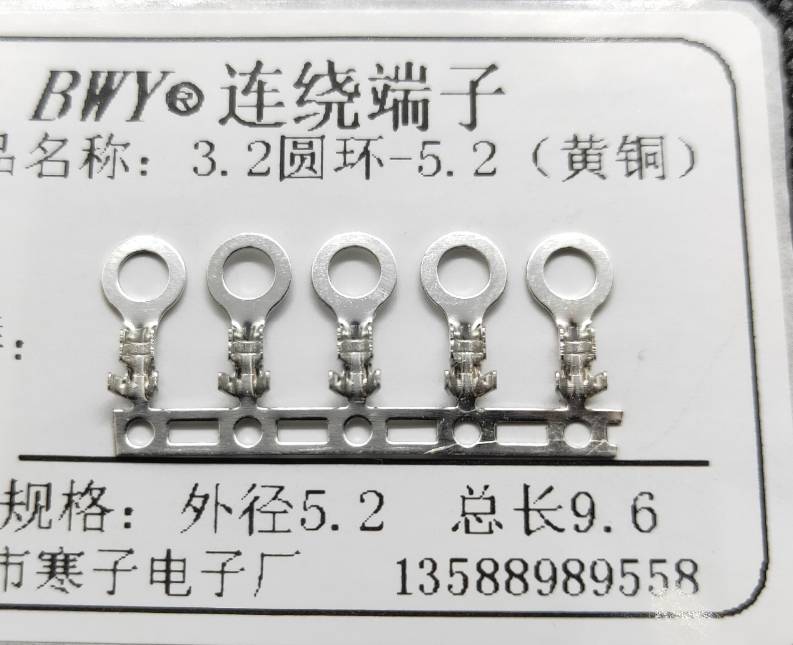 BWY® 连绕端子
品名称：3.2圆环-5.2（黄铜）
：
规格：外径5.2 总长9.6
市寒子电子厂 13588989558